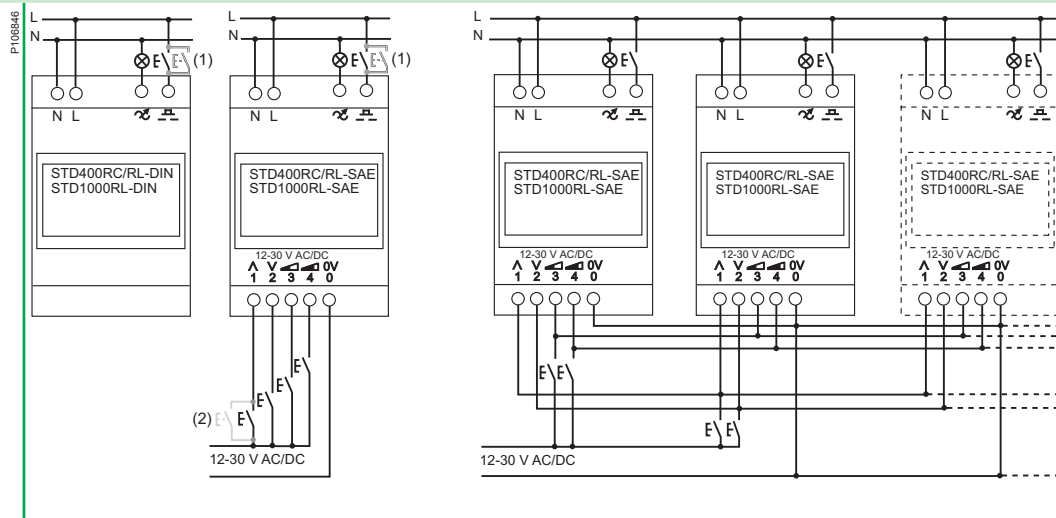 P106846
L
N
(1)
N L
STD400RC/RL-DIN
STD1000RL-DIN
L
N
(1)
N L
STD400RC/RL-SAE
STD1000RL-SAE
12-30 V AC/DC
0V
1 2 3 4 0
(2)
12-30 V AC/DC
L
N
N L
STD400RC/RL-SAE
STD1000RL-SAE
12-30 V AC/DC
0V
1 2 3 4 0
N L
STD400RC/RL-SAE
STD1000RL-SAE
12-30 V AC/DC
0V
1 2 3 4 0
N L
STD400RC/RL-SAE
STD1000RL-SAE
12-30 V AC/DC
0V
1 2 3 4 0
12-30 V AC/DC